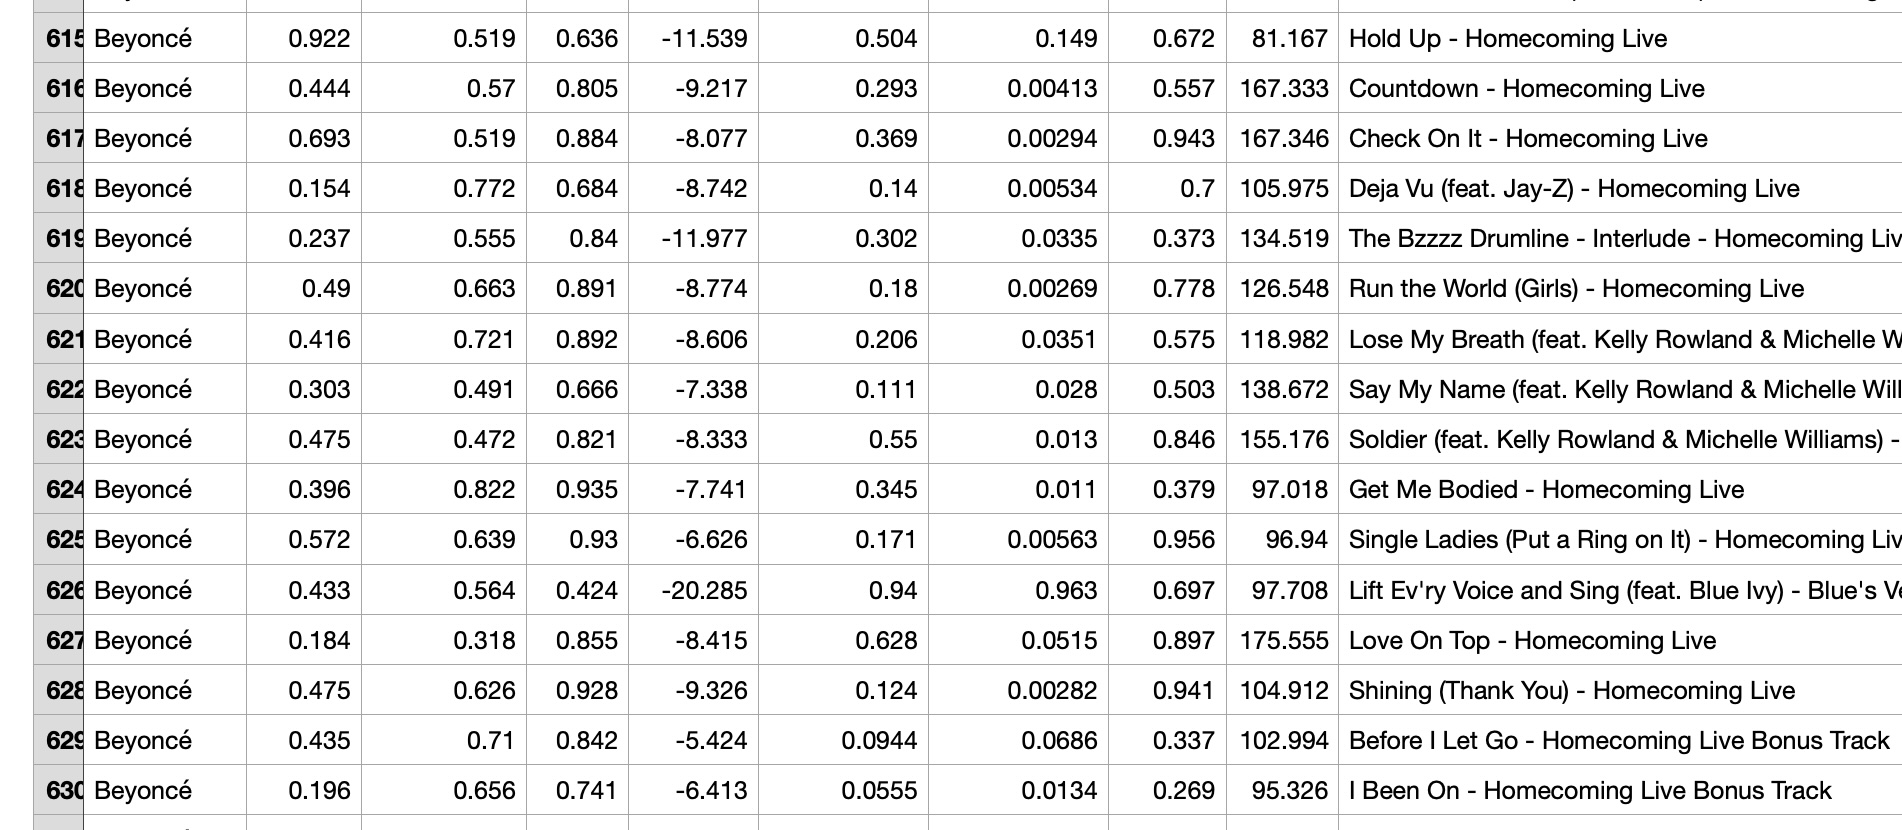 615 Beyoncé 0.922 0.519 0.636 -11.539 0.504 0.149 0.672 81.167 Hold Up - Homecoming Live
616 Beyoncé 0.444 0.57 0.805 -9.217 0.293 0.00413 0.557 167.333 Countdown - Homecoming Live
617 Beyoncé 0.693 0.519 0.884 -8.077 0.369 0.00294 0.943 167.346 Check On It - Homecoming Live
618 Beyoncé 0.154 0.772 0.684 -8.742 0.14 0.00534 0.7 105.975 Deja Vu (feat. Jay-Z) - Homecoming Live
619 Beyoncé 0.237 0.555 0.84 -11.977 0.302 0.0335 0.373 134.519 The Bzzzz Drumline - Interlude - Homecoming Liv
620 Beyoncé 0.49 0.663 0.891 -8.774 0.18 0.00269 0.778 126.548 Run the World (Girls) - Homecoming Live
621 Beyoncé 0.416 0.721 0.892 -8.606 0.206 0.0351 0.575 118.982 Lose My Breath (feat. Kelly Rowland & Michelle W
622 Beyoncé 0.303 0.491 0.666 -7.338 0.111 0.028 0.503 138.672 Say My Name (feat. Kelly Rowland & Michelle Will
623 Beyoncé 0.475 0.472 0.821 -8.333 0.55 0.013 0.846 155.176 Soldier (feat. Kelly Rowland & Michelle Williams) -
624 Beyoncé 0.396 0.822 0.935 -7.741 0.345 0.011 0.379 97.018 Get Me Bodied - Homecoming Live
625 Beyoncé 0.572 0.639 0.93 -6.626 0.171 0.00563 0.956 96.94 Single Ladies (Put a Ring on It) - Homecoming Liv
626 Beyoncé 0.433 0.564 0.424 -20.285 0.94 0.963 0.697 97.708 Lift Ev'ry Voice and Sing (feat. Blue Ivy) - Blue's Ve
627 Beyoncé 0.184 0.318 0.855 -8.415 0.628 0.0515 0.897 175.555 Love On Top - Homecoming Live
628 Beyoncé 0.475 0.626 0.928 -9.326 0.124 0.00282 0.941 104.912 Shining (Thank You) - Homecoming Live
629 Beyoncé 0.435 0.71 0.842 -5.424 0.0944 0.0686 0.337 102.994 Before I Let Go - Homecoming Live Bonus Track
630 Beyoncé 0.196 0.656 0.741 -6.413 0.0555 0.0134 0.269 95.326 I Been On - Homecoming Live Bonus Track